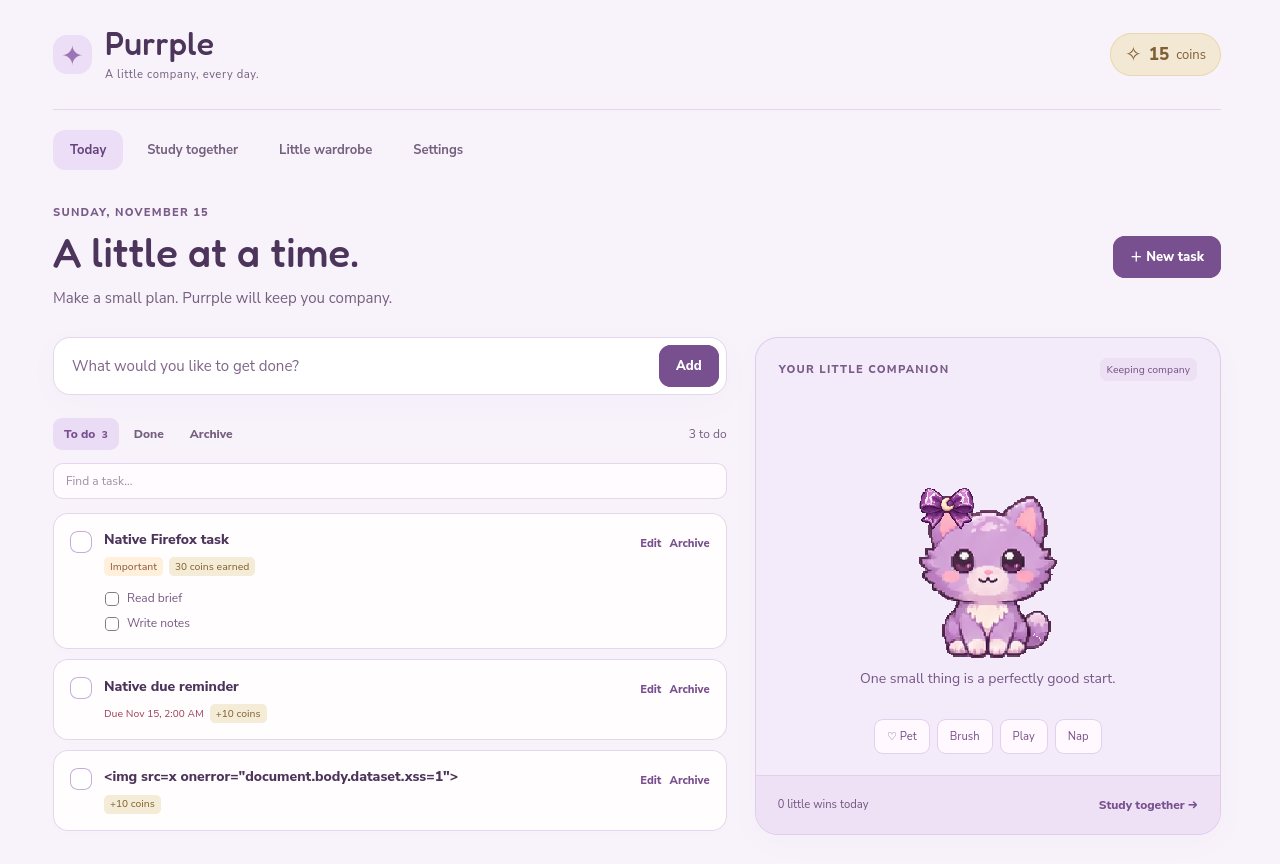 Purrple
A little company, every day.
15 coins
Today
Study together
Little wardrobe
Settings
SUNDAY, NOVEMBER 15
A little at a time.
Make a small plan. Purrple will keep you company.
+ New task
What would you like to get done?
Add
To do 3
Done
Archive
3 to do
Find a task...
Native Firefox task
Edit Archive
Important
30 coins earned
Read brief
Write notes
Native due reminder
Edit Archive
Due Nov 15, 2:00 AM
+10 coins
<img src=x onerror="document.body.dataset.xss=1">
Edit Archive
+10 coins
YOUR LITTLE COMPANION
Keeping company
One small thing is a perfectly good start.
♡ Pet
Brush
Play
Nap
0 little wins today
Study together →